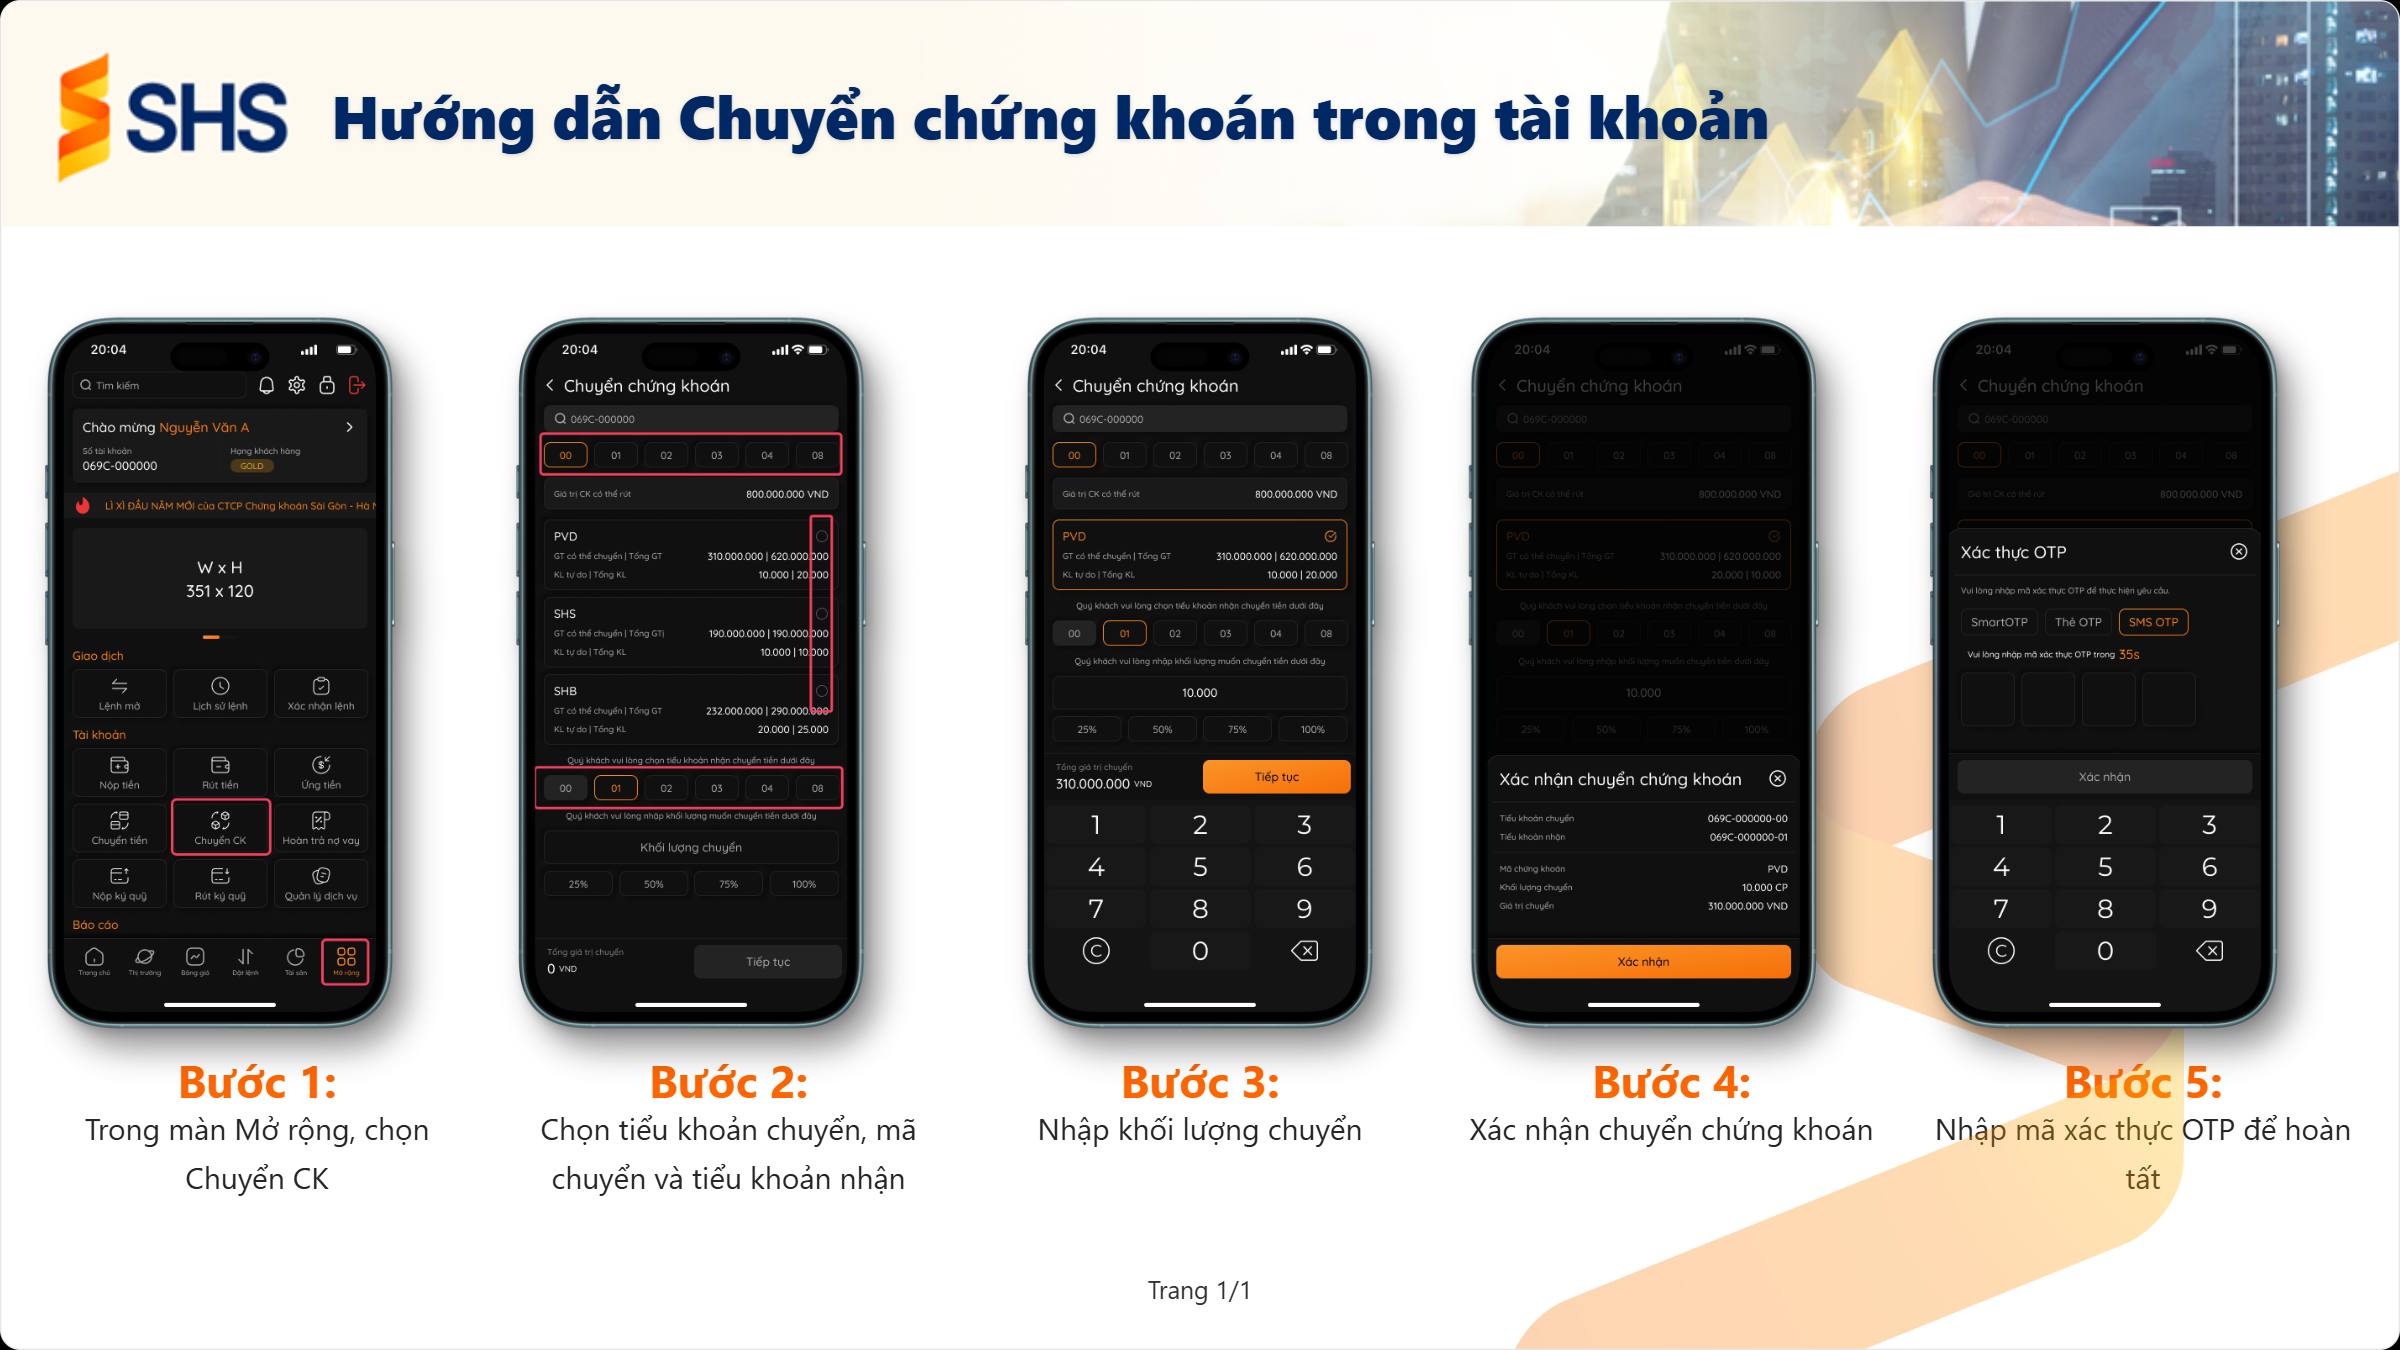 SHS
Hướng dẫn Chuyển chứng khoán trong tài khoản
20:04
Tìm kiếm
Chào mừng Nguyễn Văn A
Số tài khoản
Hạng khách hàng
069C-000000
GOLD
LÌ XÌ ĐẦU NĂM MỚI của CTCP Chứng khoán Sài Gòn - Hà N
W x H
351 x 120
Giao dịch
Lệnh mở
Lịch sử lệnh
Xác nhận lệnh
Tài khoản
Nộp tiền
Rút tiền
Ứng tiền
Chuyển tiền
Chuyển CK
Hoàn trả nợ vay
Nộp ký quỹ
Rút ký quỹ
Quản lý dịch vụ
Báo cáo
Trang chủ
Thị trường
Bảng giá
Đặt lệnh
Tài sản
Mở rộng
Bước 1:
Trong màn Mở rộng, chọn
Chuyển CK
20:04
Chuyển chứng khoán
069C-000000
00 01 02 03 04 08
Giá trị CK có thể rút 800.000.000 VND
PVD
GT có thể chuyển | Tổng GT 310.000.000 | 620.000.000
KL tự do | Tổng KL 10.000 | 20.000
SHS
GT có thể chuyển | Tổng GTị 190.000.000 | 190.000.000
KL tự do | Tổng KL 10.000 | 10.000
SHB
GT có thể chuyển | Tổng GT 232.000.000 | 290.000.000
KL tự do | Tổng KL 20.000 | 25.000
Quý khách vui lòng chọn tiểu khoản nhận chuyển tiền dưới đây
00 01 02 03 04 08
Quý khách vui lòng nhập khối lượng muốn chuyển tiền dưới đây
Khối lượng chuyển
25% 50% 75% 100%
Tổng giá trị chuyển
0 VND
Tiếp tục
Bước 2:
Chọn tiểu khoản chuyển, mã
chuyển và tiểu khoản nhận
20:04
Chuyển chứng khoán
069C-000000
00 01 02 03 04 08
Giá trị CK có thể rút 800.000.000 VND
PVD
GT có thể chuyển | Tổng GT 310.000.000 | 620.000.000
KL tự do | Tổng KL 10.000 | 20.000
Quý khách vui lòng chọn tiểu khoản nhận chuyển tiền dưới đây
00 01 02 03 04 08
Quý khách vui lòng nhập khối lượng muốn chuyển tiền dưới đây
10.000
25% 50% 75% 100%
Tổng giá trị chuyển
310.000.000 VND
Tiếp tục
1 2 3
4 5 6
7 8 9
C 0
Bước 3:
Nhập khối lượng chuyển
20:04
Chuyển chứng khoán
069C-000000
00 01 02 03 04 08
Giá trị CK có thể rút 800.000.000 VND
PVD
GT có thể chuyển | Tổng GT 310.000.000 | 620.000.000
KL tự do | Tổng KL 20.000 | 10.000
Quý khách vui lòng chọn tiểu khoản nhận chuyển tiền dưới đây
00 01 02 03 04 08
Quý khách vui lòng nhập khối lượng muốn chuyển tiền dưới đây
10.000
25% 50% 75% 100%
Xác nhận chuyển chứng khoán
Tiểu khoản chuyển 069C-000000-00
Tiểu khoản nhận 069C-000000-01
Mã chứng khoán PVD
Khối lượng chuyển 10.000 CP
Giá trị chuyển 310.000.000 VND
Xác nhận
Bước 4:
Xác nhận chuyển chứng khoán
20:04
Chuyển chứng khoán
069C-000000
00 01 02 03 04 08
Giá trị CK có thể rút 800.000.000 VND
Xác thực OTP
Vui lòng nhập mã xác thực OTP để thực hiện yêu cầu.
SmartOTP
Thẻ OTP
SMS OTP
Vui lòng nhập mã xác thực OTP trong 35s
Xác nhận
1 2 3
4 5 6
7 8 9
C 0
Bước 5:
Nhập mã xác thực OTP để hoàn
tất
Trang 1/1